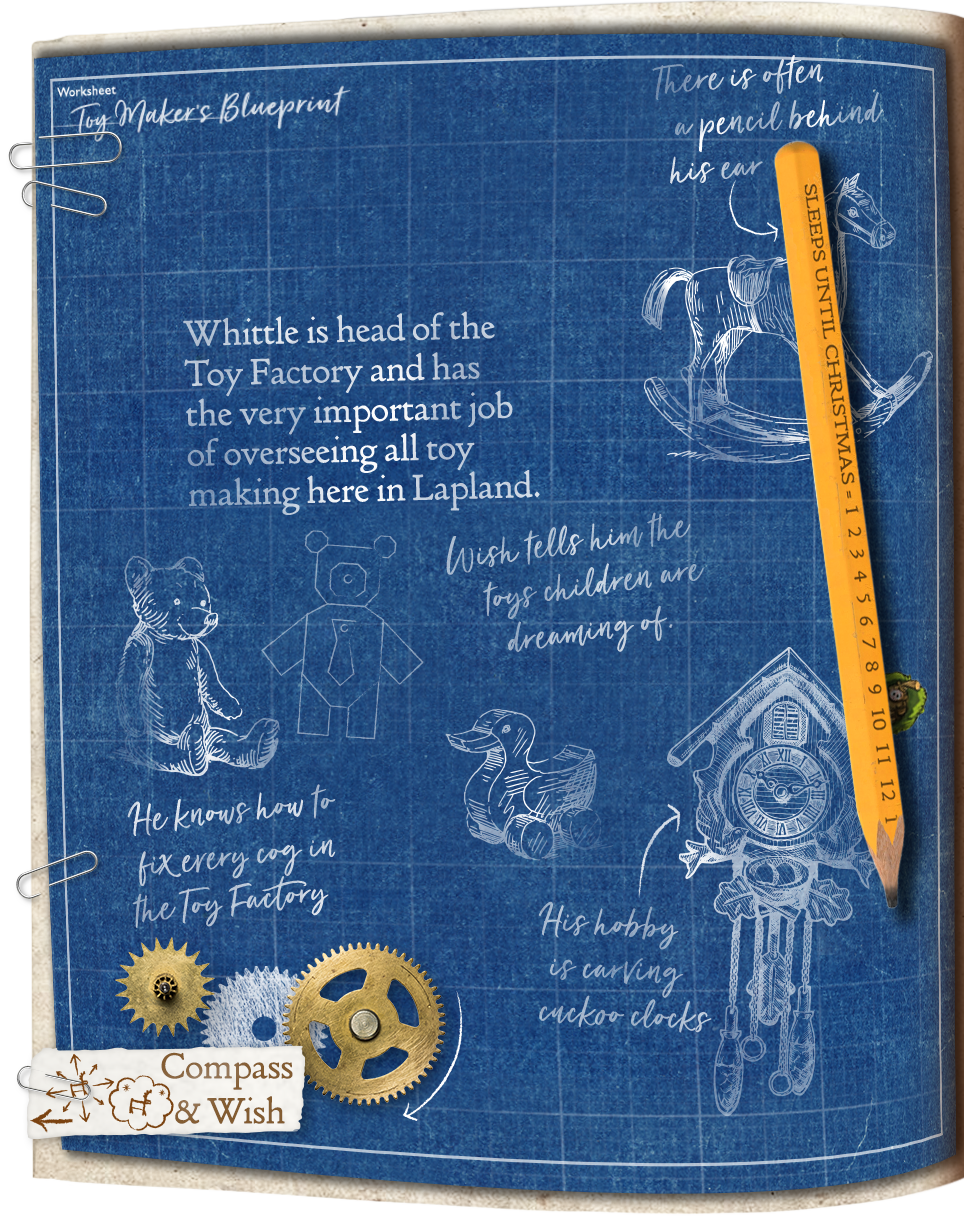 Worksheet
Toy Maker's Blueprint
There is often
a pencil behind
his ear
SLEEPS UNTIL CHRISTMAS = 1 2 3 4 5 6 7 8 9 10 11 12 1
Whittle is head of the
Toy Factory and has
the very important job
of overseeing all toy
making here in Lapland.
Wish tells him the
toys children are
dreaming of.
He knows how to
fix every cog in
the Toy Factory
His hobby
is carving
cuckoo clocks
Compass
& Wish